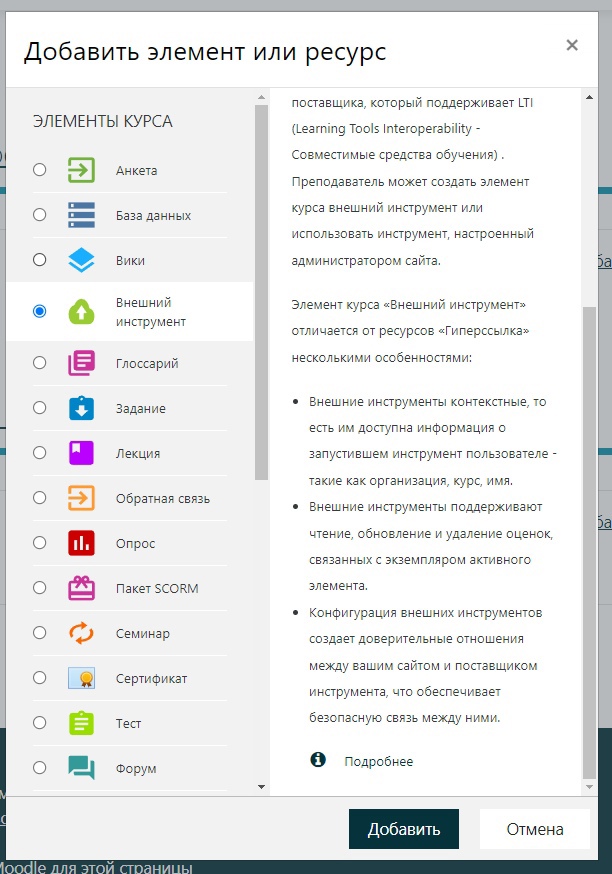 Добавить элемент или ресурс
×
ЭЛЕМЕНТЫ КУРСА
Анкета
База данных
Вики
Внешний
инструмент
Глоссарий
Задание
Лекция
Обратная связь
Опрос
Пакет SCORM
Семинар
Сертификат
Тест
Форум
поставщика, который поддерживает LTI
(Learning Tools Interoperability -
Совместимые средства обучения) .
Преподаватель может создать элемент
курса внешний инструмент или
использовать инструмент, настроенный
администратором сайта.
Элемент курса «Внешний инструмент»
отличается от ресурсов «Гиперссылка»
несколькими особенностями:
• Внешние инструменты контекстные, то
есть им доступна информация о
запустившем инструмент пользователе -
такие как организация, курс, имя.
• Внешние инструменты поддерживают
чтение, обновление и удаление оценок,
связанных с экземпляром активного
элемента.
• Конфигурация внешних инструментов
создает доверительные отношения
между вашим сайтом и поставщиком
инструмента, что обеспечивает
безопасную связь между ними.
Подробнее
Добавить
Отмена
Moodle для этой страницы